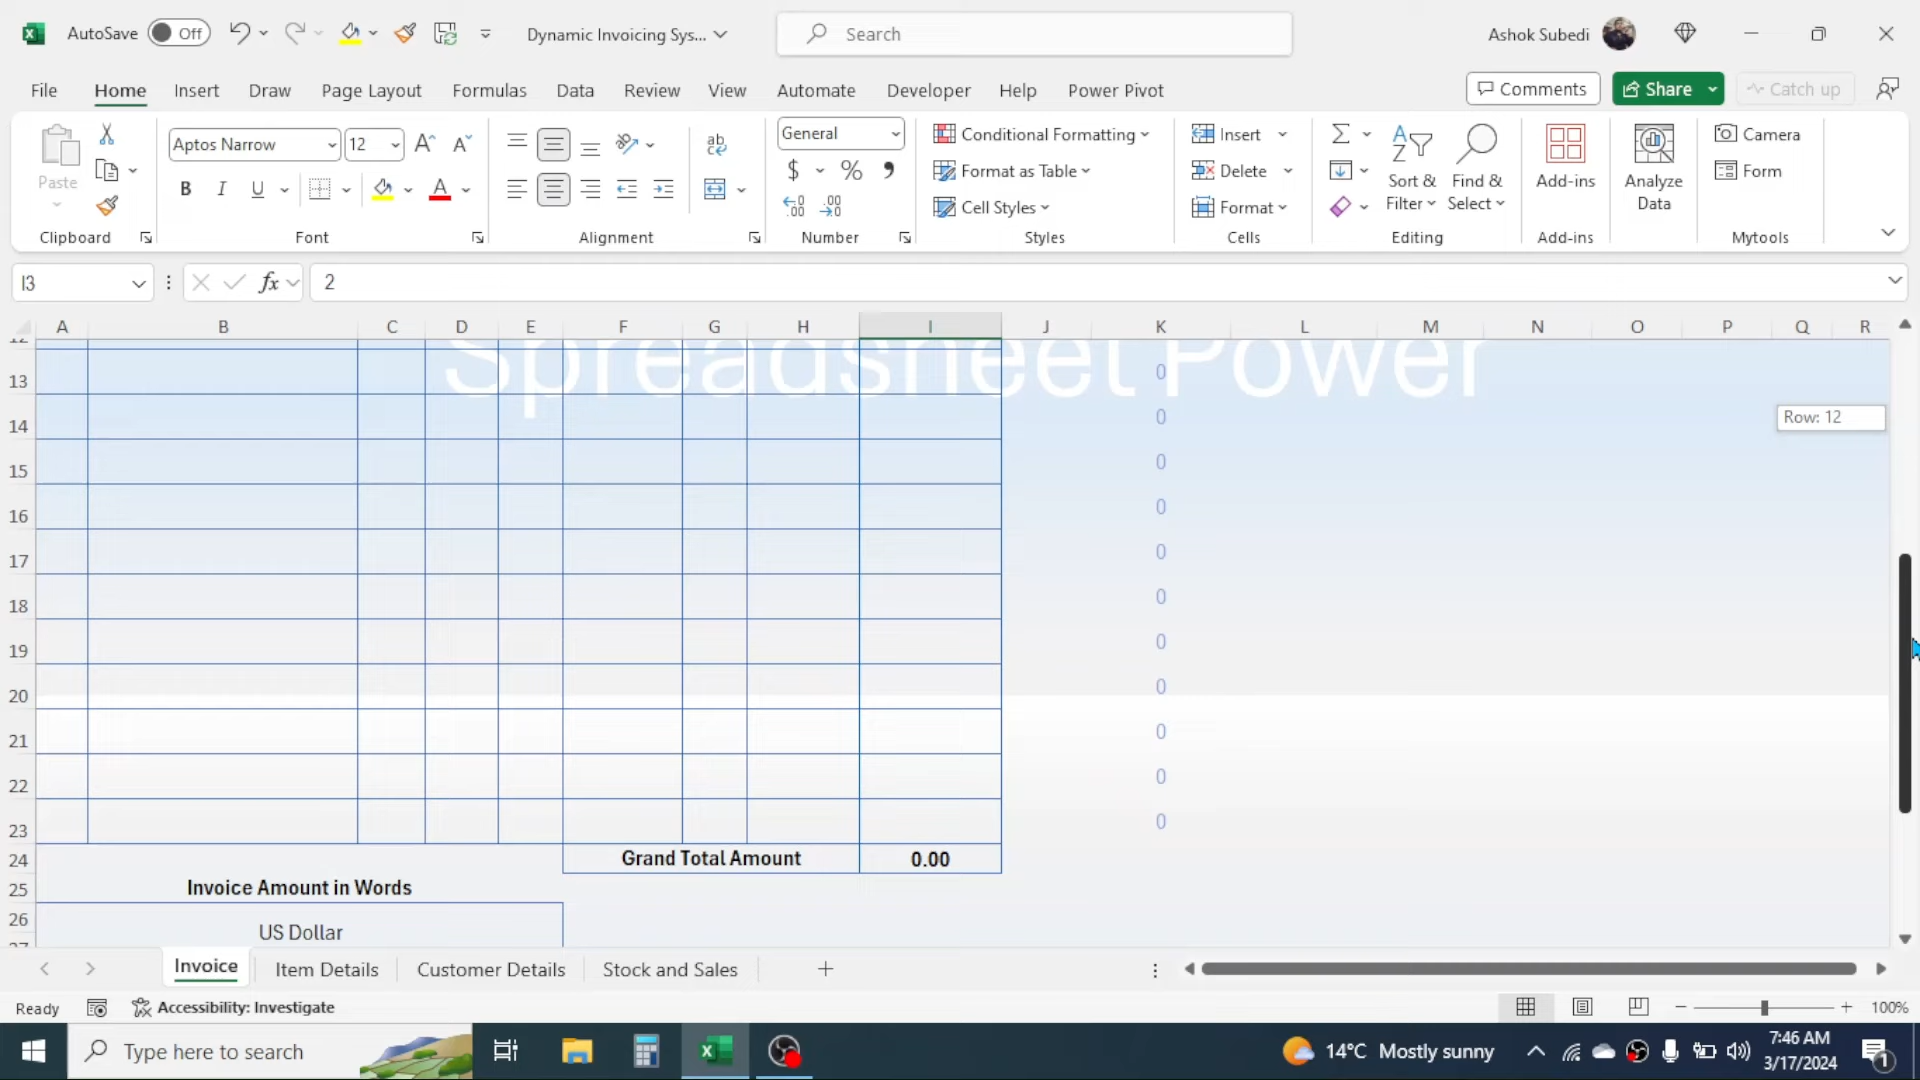 AutoSave Off Dynamic Invoicing Sys... Search Ashok Subedi
File Home Insert Draw Page Layout Formulas Data Review View Automate Developer Help Power Pivot Comments Share Catch up
Paste Aptos Narrow 12 General Conditional Formatting Insert Camera
B I U $ % Format as Table Delete Sort & Find & Add-ins Analyze Form
Cell Styles Format Filter Select Data
Clipboard Font Alignment Number Styles Cells Editing Add-ins Mytools
I3 fx 2
A B C D E F G H I J K L M N O P Q R
Spreadsheet Power
12
13 0
14 0 Row: 12
15 0
16 0
17 0
18 0
19 0
20 0
21 0
22 0
23 0
24 Grand Total Amount 0.00
25 Invoice Amount in Words
26 US Dollar
27
Invoice Item Details Customer Details Stock and Sales
Ready Accessibility: Investigate 100%
Type here to search 14°C Mostly sunny 7:46 AM
3/17/2024 1